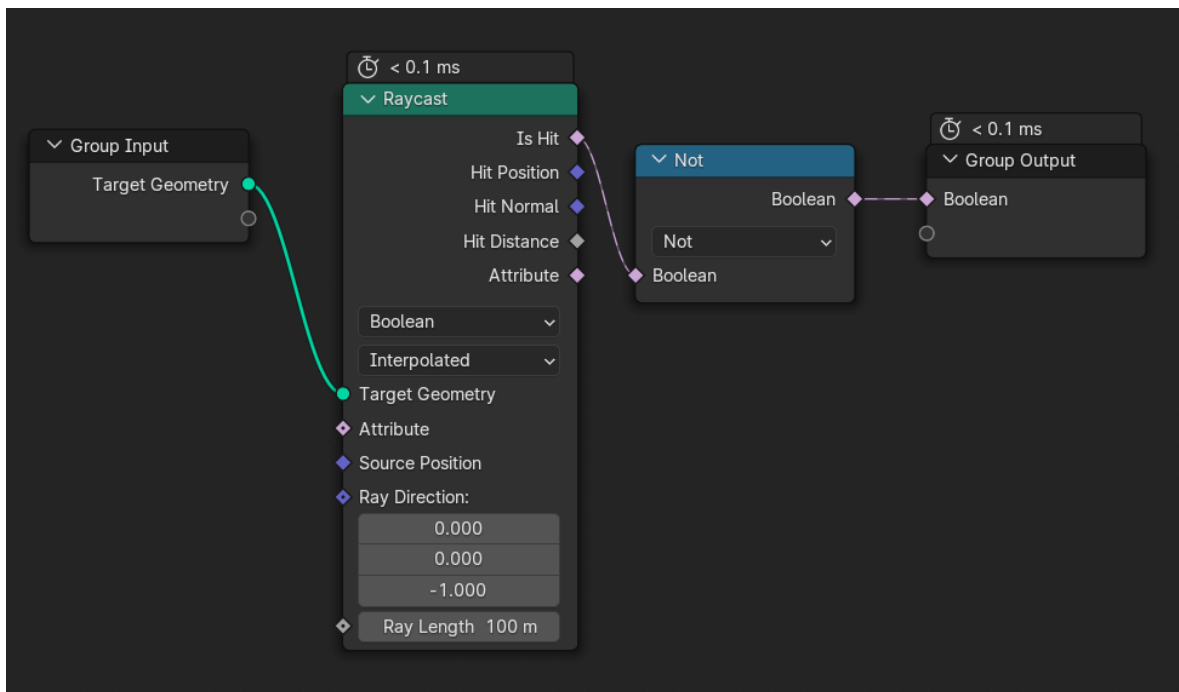 Group Input
Target Geometry
< 0.1 ms
Raycast
Is Hit
Hit Position
Hit Normal
Hit Distance
Attribute
Boolean
Interpolated
Target Geometry
Attribute
Source Position
Ray Direction:
0.000
0.000
-1.000
Ray Length 100 m
Not
Boolean
Not
Boolean
< 0.1 ms
Group Output
Boolean